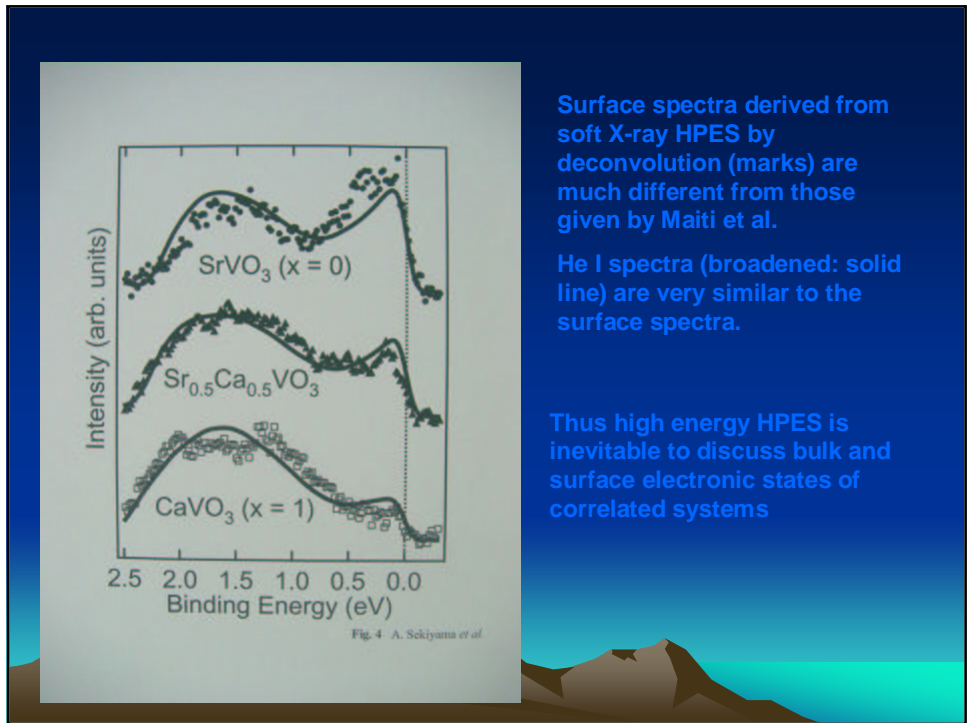 Intensity (arb. units)
SrVO3 (x = 0)
Sr0.5Ca0.5VO3
CaVO3 (x = 1)
2.5 2.0 1.5 1.0 0.5 0.0
Binding Energy (eV)
Fig. 4 A. Sekiyama et al.
Surface spectra derived from
soft X-ray HPES by
deconvolution (marks) are
much different from those
given by Maiti et al.
He I spectra (broadened: solid
line) are very similar to the
surface spectra.
Thus high energy HPES is
inevitable to discuss bulk and
surface electronic states of
correlated systems